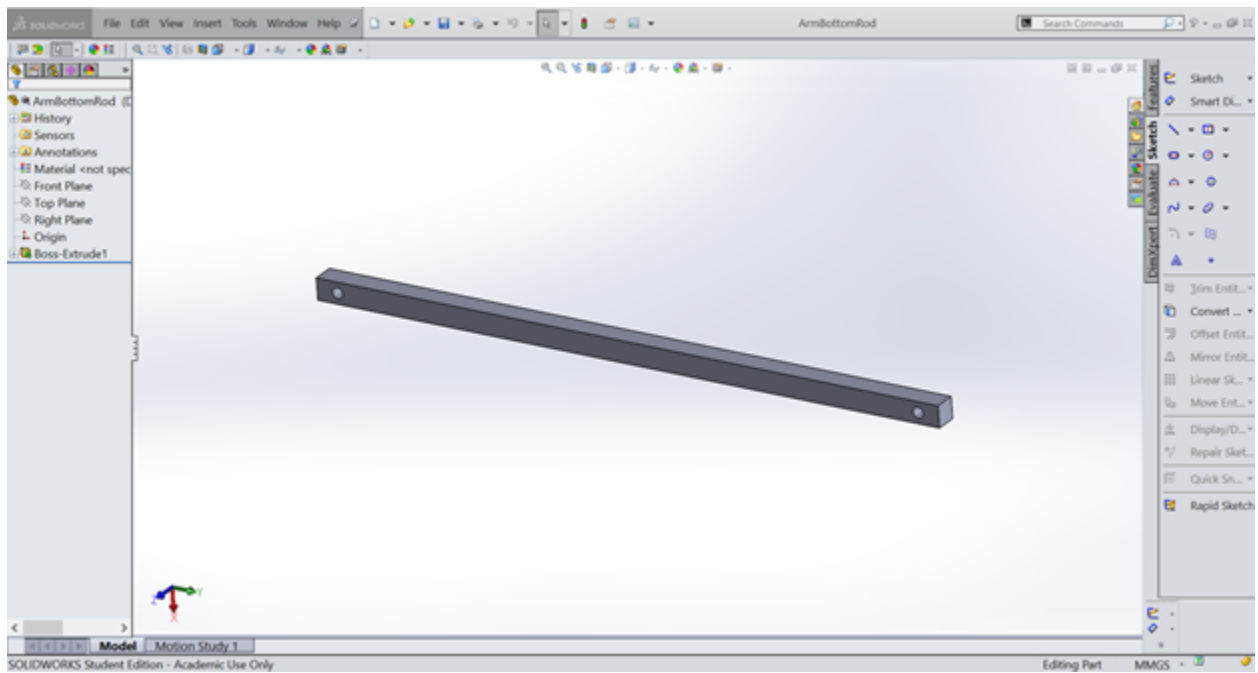 SOLIDWORKS File Edit View Insert Tools Window Help ArmBottomRod Search Commands
ArmBottomRod (D
History
Sensors
Annotations
Material <not spec
Front Plane
Top Plane
Right Plane
Origin
Boss-Extrude1
Features
Sketch
Evaluate
DimXpert
Sketch
Smart Di...
Trim Entit...
Convert ...
Offset Entit...
Mirror Entit...
Linear Sk...
Move Ent...
Display/D...
Repair Sket...
Quick Sn...
Rapid Sketch
Z Y
X
Model Motion Study 1
SOLIDWORKS Student Edition - Academic Use Only Editing Part MMGS